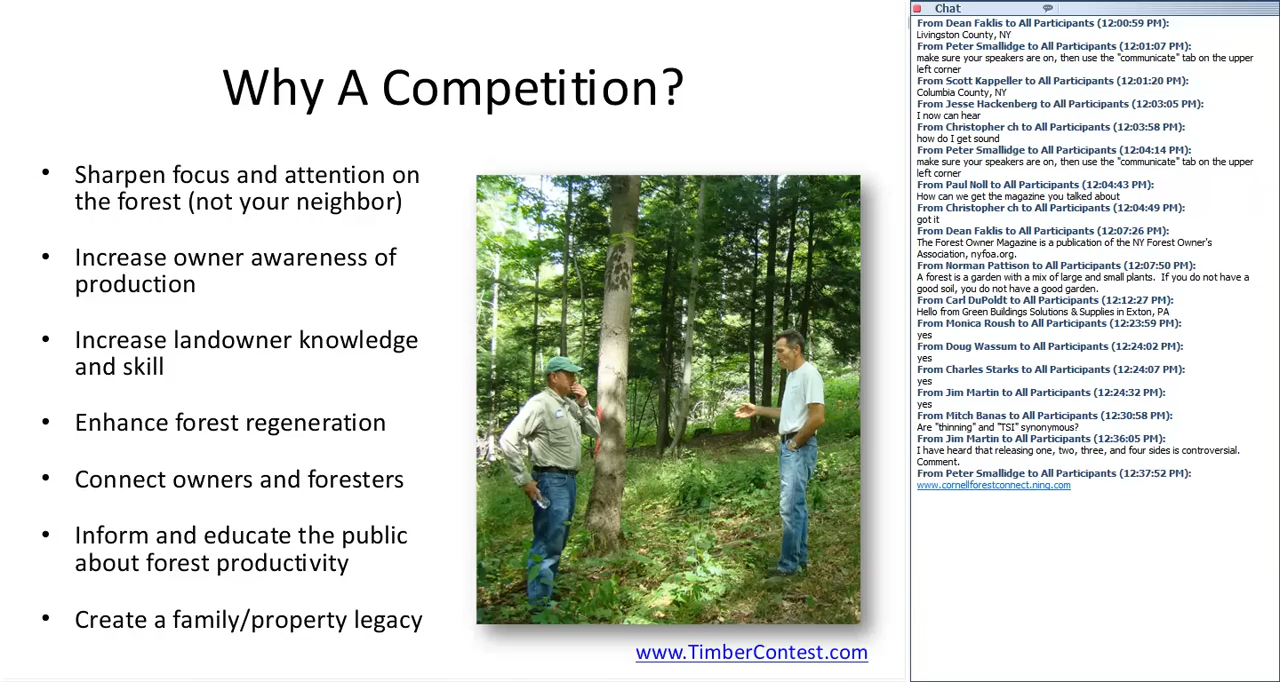 Why A Competition?
• Sharpen focus and attention on
the forest (not your neighbor)
• Increase owner awareness of
production
• Increase landowner knowledge
and skill
• Enhance forest regeneration
• Connect owners and foresters
• Inform and educate the public
about forest productivity
• Create a family/property legacy
www.TimberContest.com
Chat
From Dean Faklis to All Participants (12:00:59 PM):
Livingston County, NY
From Peter Smallidge to All Participants (12:01:07 PM):
make sure your speakers are on, then use the "communicate" tab on the upper
left corner
From Scott Kappeller to All Participants (12:01:20 PM):
Columbia County, NY
From Jesse Hackenberg to All Participants (12:03:05 PM):
I now can hear
From Christopher ch to All Participants (12:03:58 PM):
how do I get sound
From Peter Smallidge to All Participants (12:04:14 PM):
make sure your speakers are on, then use the "communicate" tab on the upper
left corner
From Paul Noll to All Participants (12:04:43 PM):
How can we get the magazine you talked about
From Christopher ch to All Participants (12:04:49 PM):
got it
From Dean Faklis to All Participants (12:07:26 PM):
The Forest Owner Magazine is a publication of the NY Forest Owner's
Association, nyfoa.org.
From Norman Pattison to All Participants (12:07:50 PM):
A forest is a garden with a mix of large and small plants.  If you do not have a
good soil, you do not have a good garden.
From Carl DuPoldt to All Participants (12:12:27 PM):
Hello from Green Buildings Solutions & Supplies in Exton, PA
From Monica Roush to All Participants (12:23:59 PM):
yes
From Doug Wassum to All Participants (12:24:02 PM):
yes
From Charles Starks to All Participants (12:24:07 PM):
yes
From Jim Martin to All Participants (12:24:32 PM):
yes
From Mitch Banas to All Participants (12:30:58 PM):
Are "thinning" and "TSI" synonymous?
From Jim Martin to All Participants (12:36:05 PM):
I have heard that releasing one, two, three, and four sides is controversial.
Comment.
From Peter Smallidge to All Participants (12:37:52 PM):
www.cornellforestconnect.ning.com